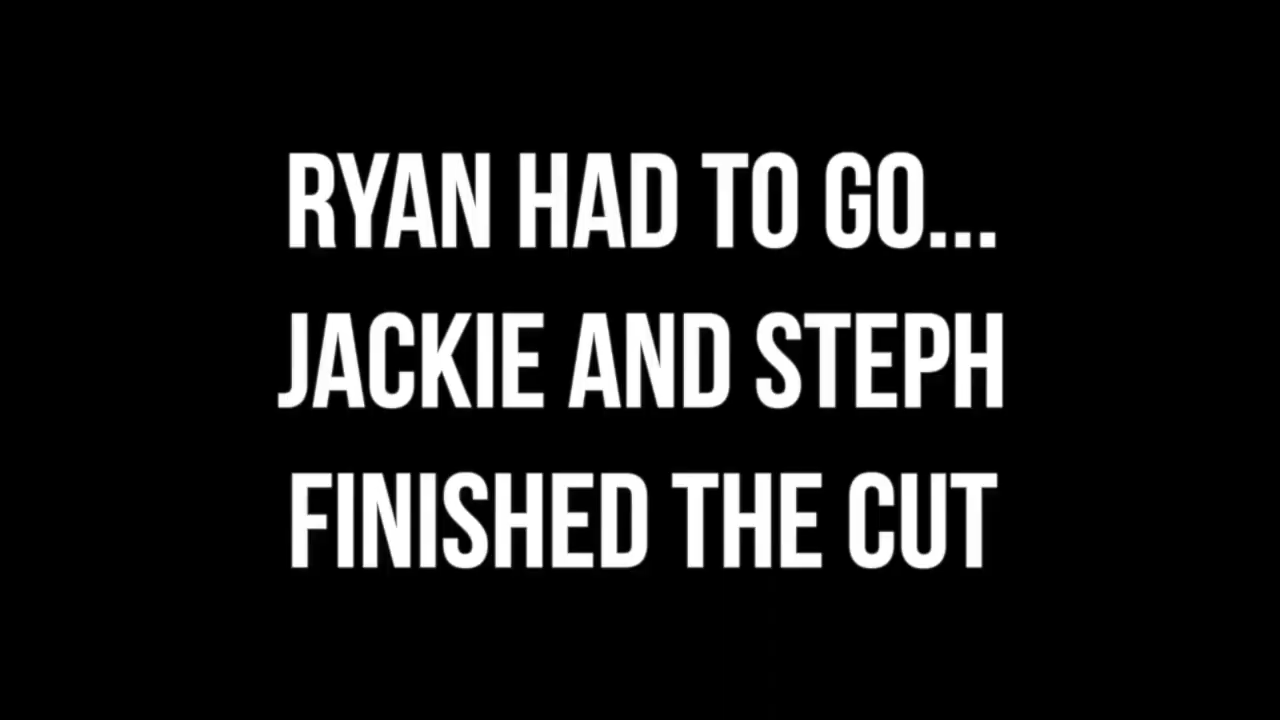 RYAN HAD TO GO...
JACKIE AND STEPH
FINISHED THE CUT